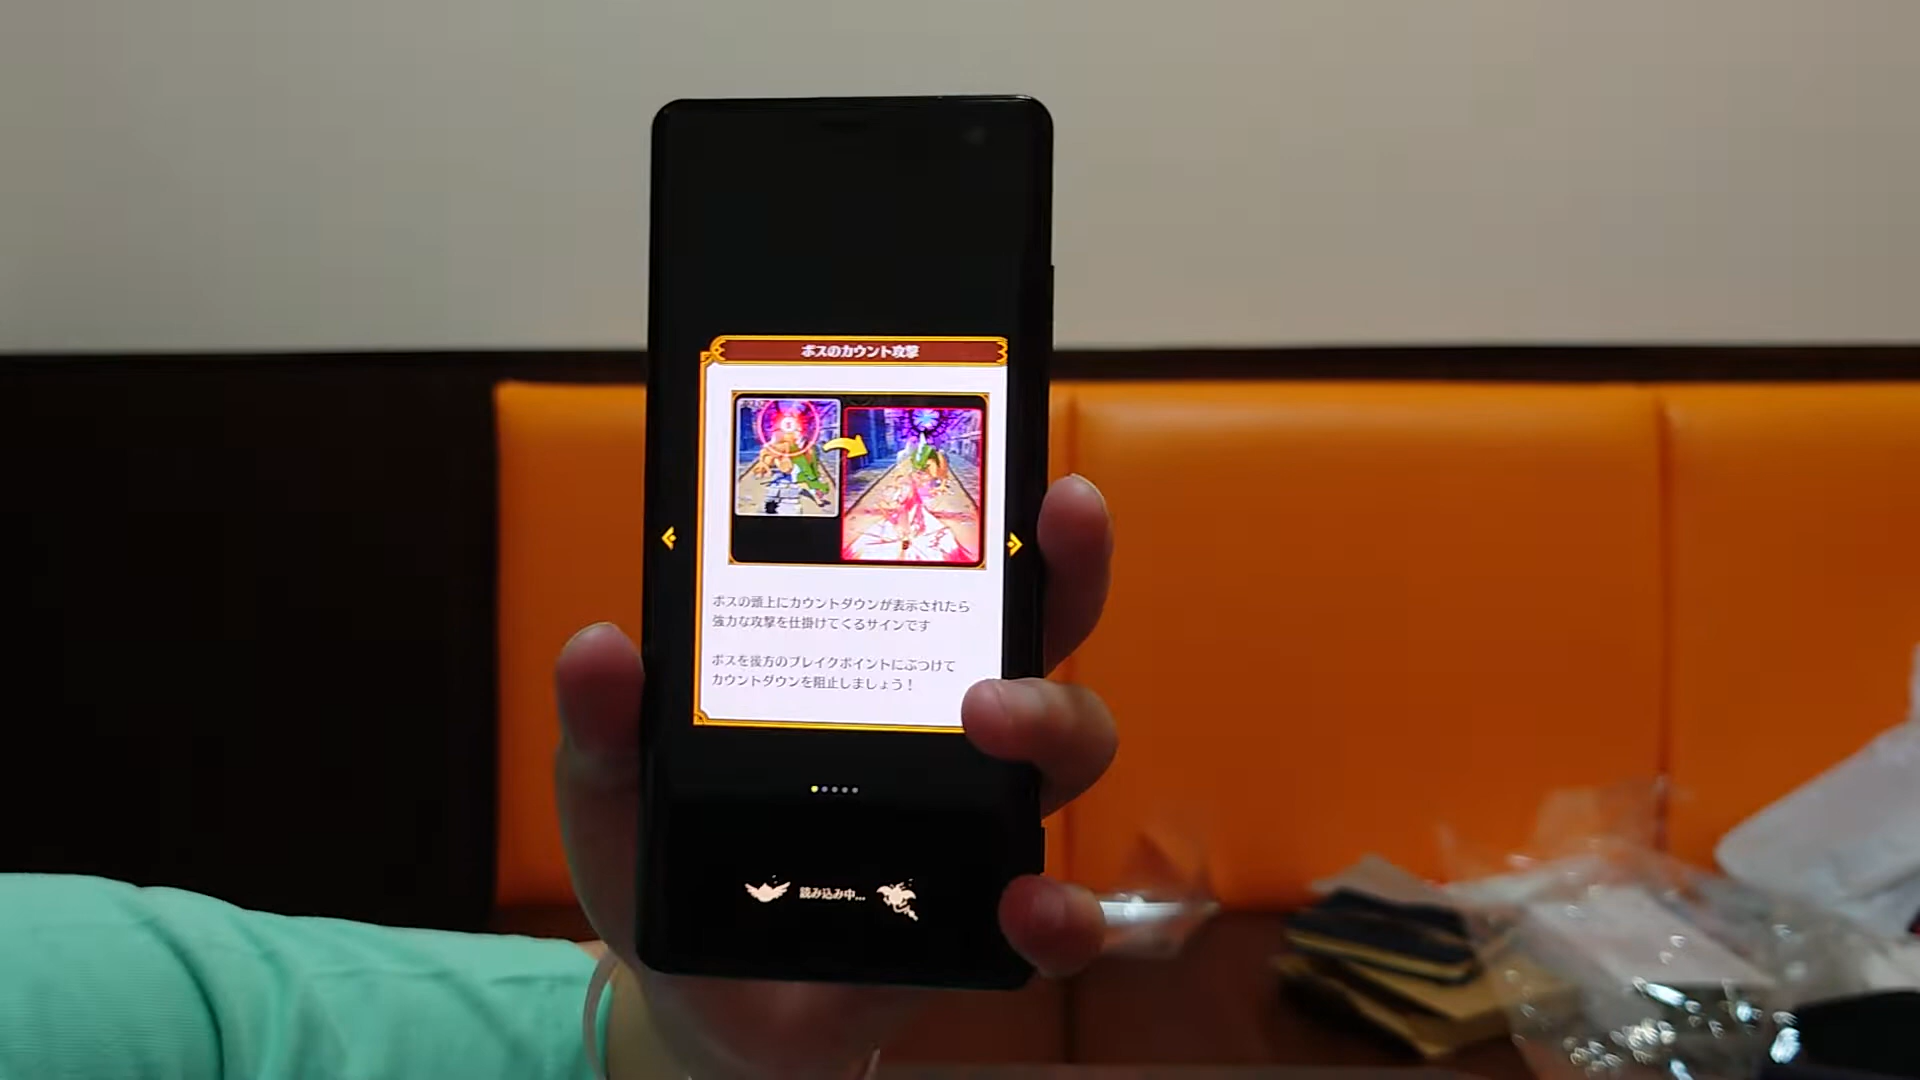 ボスのカウント攻撃
ボスの頭上にカウントダウンが表示されたら
強力な攻撃を仕掛けてくるサインです
ボスを後方のブレイクポイントにぶつけて
カウントダウンを阻止しましょう！
読み込み中...